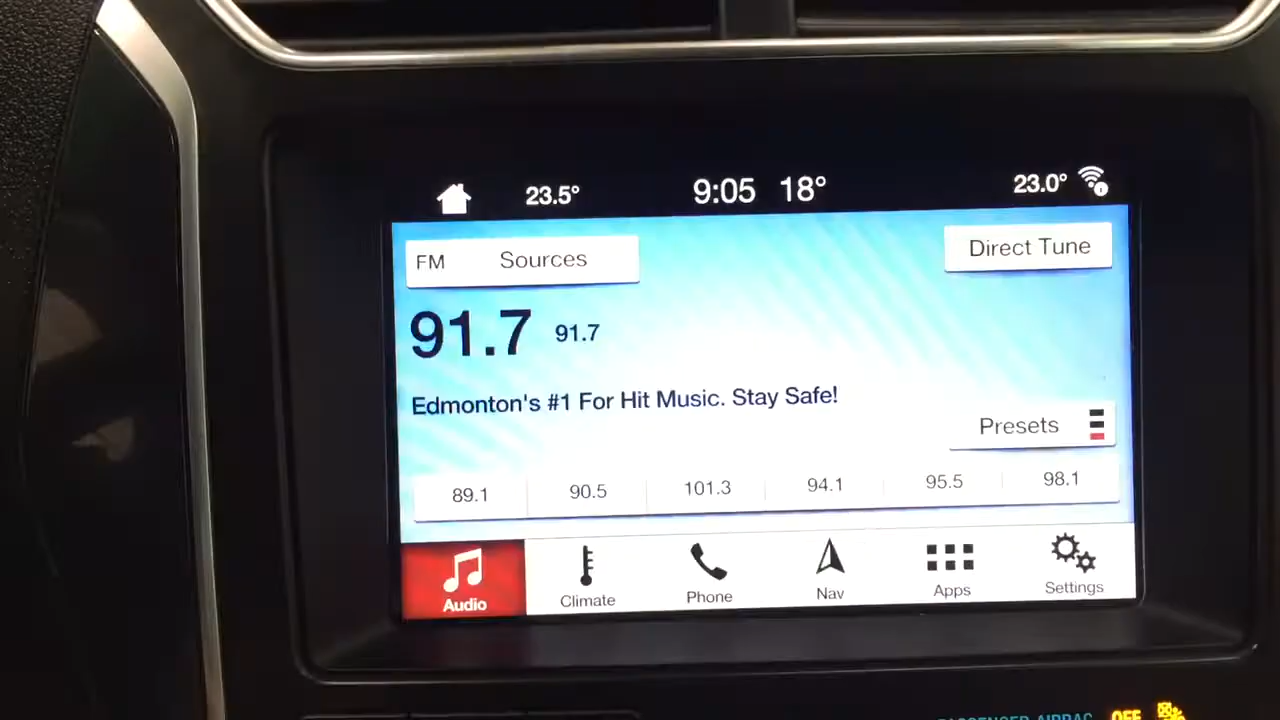 23.5° 9:05 18° 23.0°
FM Sources Direct Tune
91.7 91.7
Edmonton's #1 For Hit Music. Stay Safe!
Presets
89.1 90.5 101.3 94.1 95.5 98.1
Audio Climate Phone Nav Apps Settings
PASSENGER AIRBAG OFF